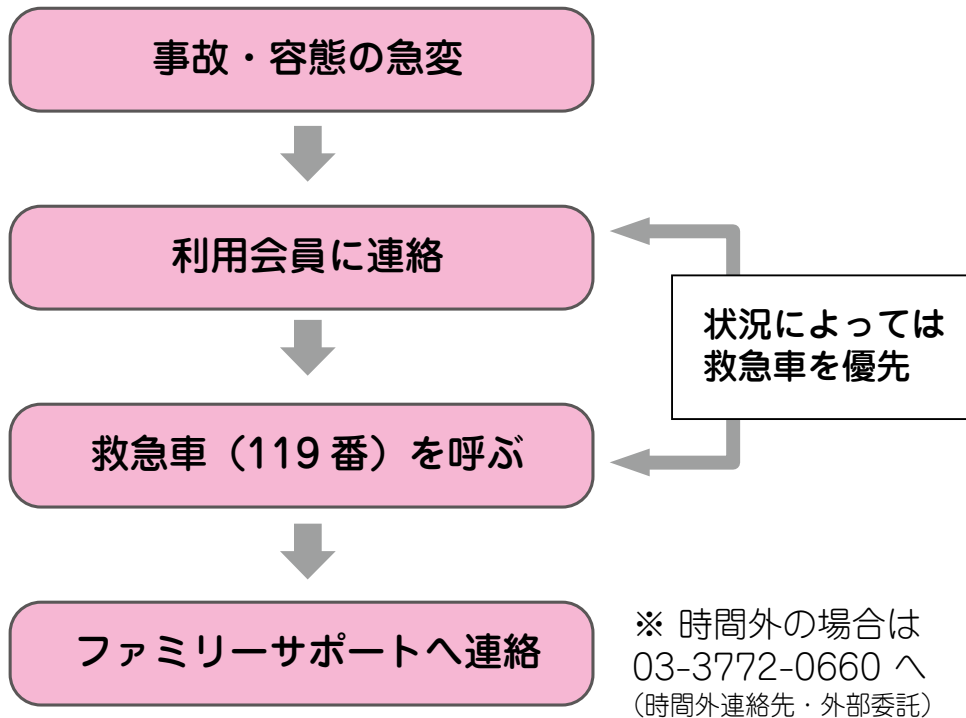 事故・容態の急変
利用会員に連絡
状況によっては
救急車を優先
救急車（119 番）を呼ぶ
ファミリーサポートへ連絡
※ 時間外の場合は
03-3772-0660 へ
（時間外連絡先・外部委託）